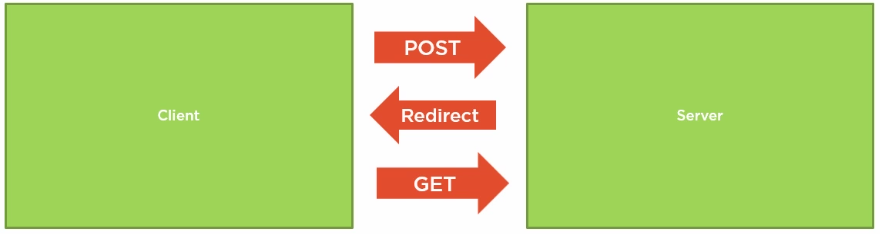 POST
Client
Redirect
Server
GET